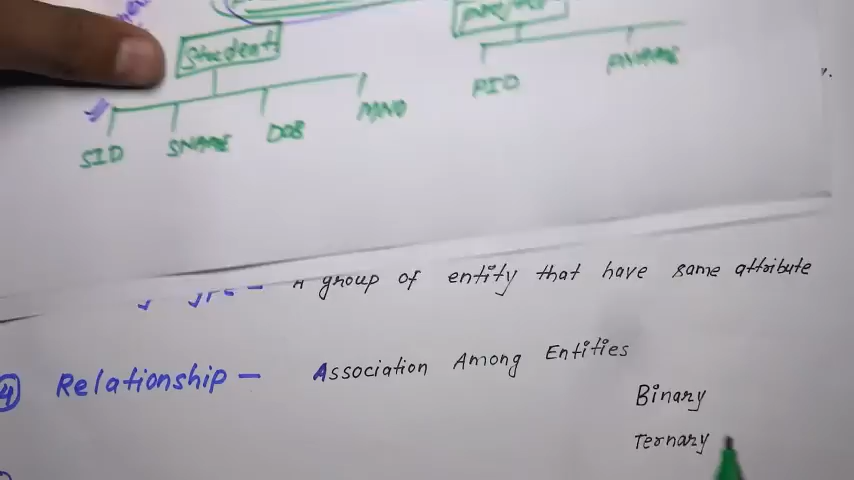 Student
PID
SID
SNAME
DOB
PNAME
A group of entity that have same attribute
4 Relationship - Association Among Entities
Binary
Ternary